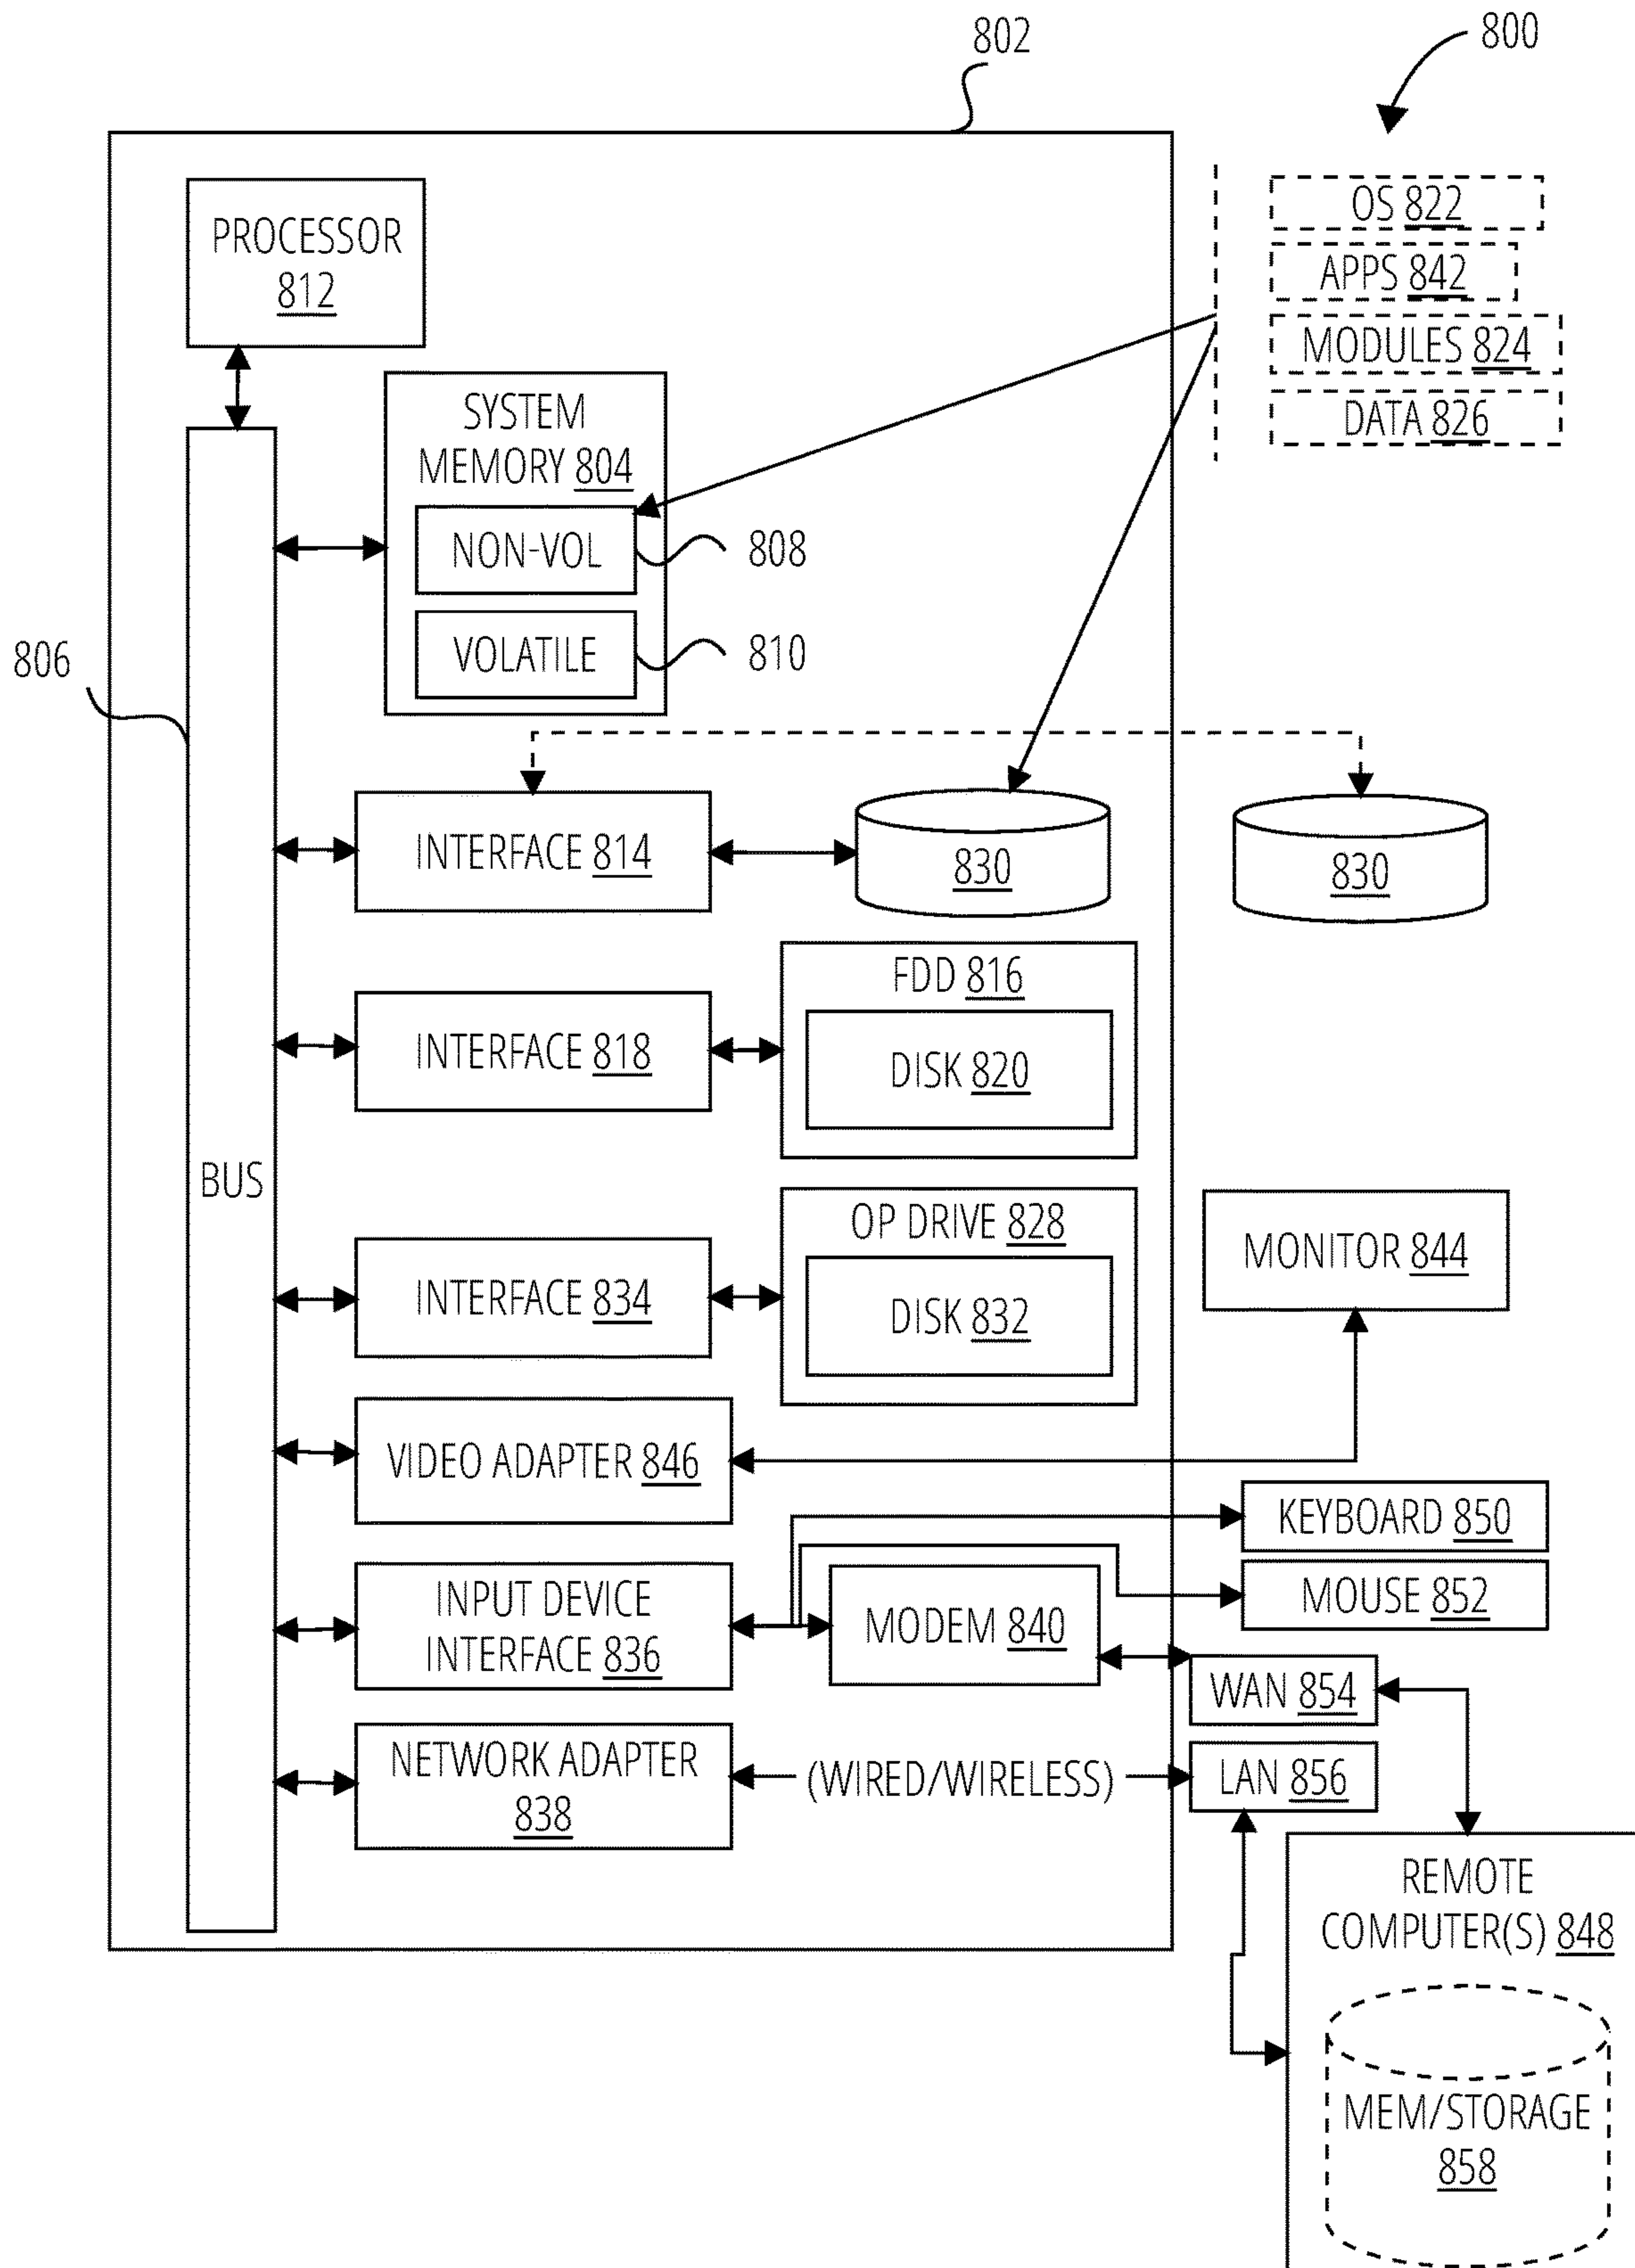 802
800
PROCESSOR
812
OS 822
APPS 842
MODULES 824
DATA 826
SYSTEM
MEMORY 804
NON-VOL
808
VOLATILE
810
806
INTERFACE 814
830
830
FDD 816
INTERFACE 818
DISK 820
BUS
OP DRIVE 828
MONITOR 844
INTERFACE 834
DISK 832
VIDEO ADAPTER 846
KEYBOARD 850
INPUT DEVICE
INTERFACE 836
MODEM 840
MOUSE 852
WAN 854
NETWORK ADAPTER
838
(WIRED/WIRELESS)
LAN 856
REMOTE
COMPUTER(S) 848
MEM/STORAGE
858